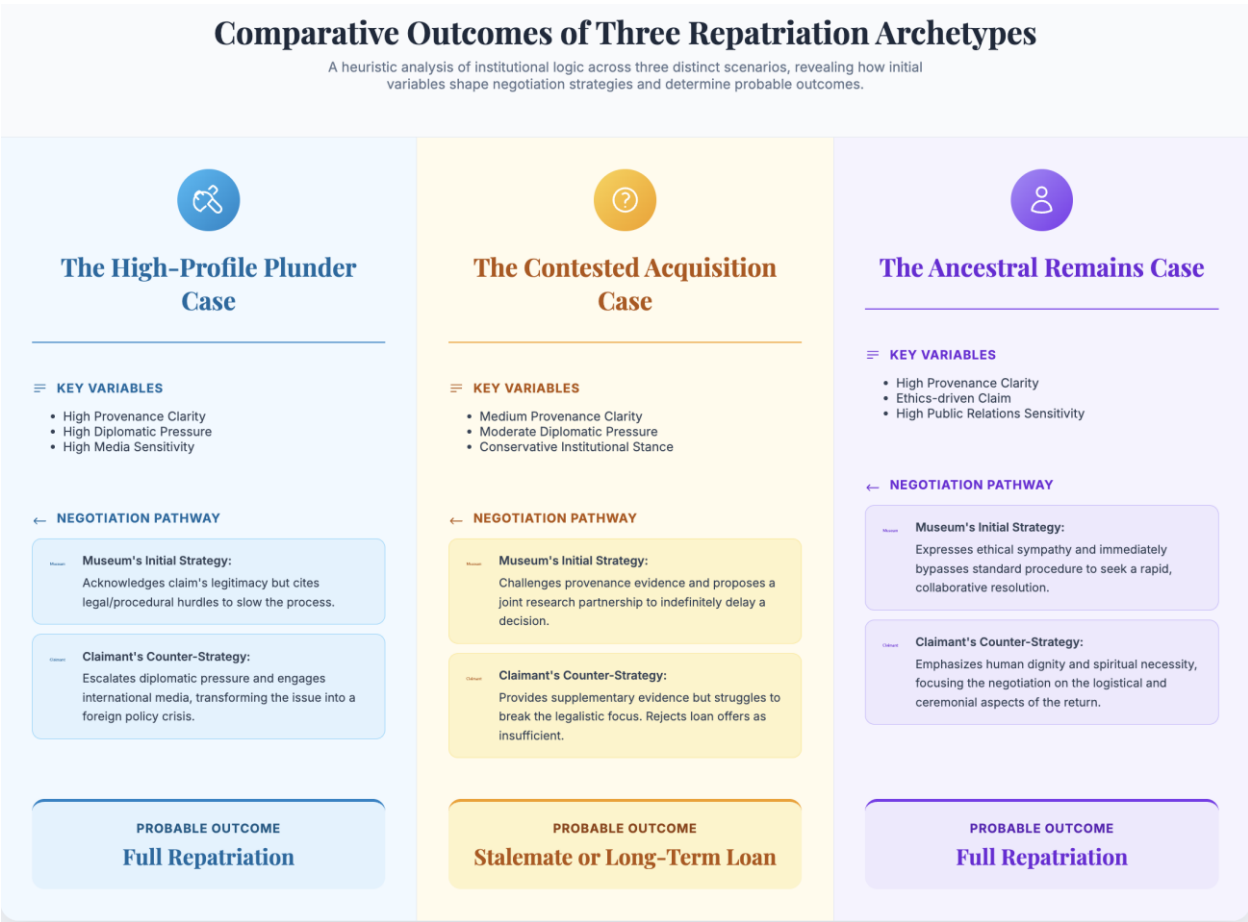 Comparative Outcomes of Three Repatriation Archetypes
A heuristic analysis of institutional logic across three distinct scenarios, revealing how initial
variables shape negotiation strategies and determine probable outcomes.
The High-Profile Plunder
Case
KEY VARIABLES
• High Provenance Clarity
• High Diplomatic Pressure
• High Media Sensitivity
NEGOTIATION PATHWAY
Museum
Museum's Initial Strategy:
Acknowledges claim's legitimacy but cites
legal/procedural hurdles to slow the process.
Claimant
Claimant's Counter-Strategy:
Escalates diplomatic pressure and engages
international media, transforming the issue into a
foreign policy crisis.
PROBABLE OUTCOME
Full Repatriation
The Contested Acquisition
Case
KEY VARIABLES
• Medium Provenance Clarity
• Moderate Diplomatic Pressure
• Conservative Institutional Stance
NEGOTIATION PATHWAY
Museum
Museum's Initial Strategy:
Challenges provenance evidence and proposes a
joint research partnership to indefinitely delay a
decision.
Claimant
Claimant's Counter-Strategy:
Provides supplementary evidence but struggles to
break the legalistic focus. Rejects loan offers as
insufficient.
PROBABLE OUTCOME
Stalemate or Long-Term Loan
The Ancestral Remains Case
KEY VARIABLES
• High Provenance Clarity
• Ethics-driven Claim
• High Public Relations Sensitivity
NEGOTIATION PATHWAY
Museum
Museum's Initial Strategy:
Expresses ethical sympathy and immediately
bypasses standard procedure to seek a rapid,
collaborative resolution.
Claimant
Claimant's Counter-Strategy:
Emphasizes human dignity and spiritual necessity,
focusing the negotiation on the logistical and
ceremonial aspects of the return.
PROBABLE OUTCOME
Full Repatriation